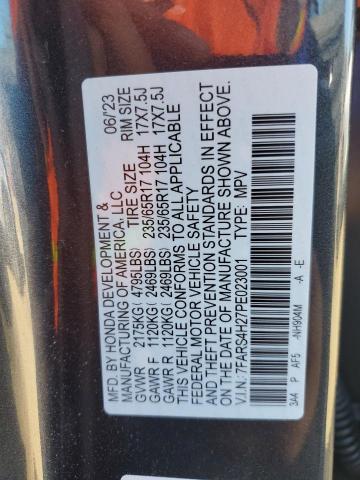 MFD. BY HONDA DEVELOPMENT & 06/'23
MANUFACTURING OF AMERICA, LLC
TIRE SIZE RIM SIZE
GVWR 2175KG( 4795LBS)
GAWR F 1120KG( 2469LBS) 235/65R17 104H 17X7.5J
GAWR R 1120KG( 2469LBS) 235/65R17 104H 17X7.5J
THIS VEHICLE CONFORMS TO ALL APPLICABLE
FEDERAL MOTOR VEHICLE SAFETY
AND THEFT PREVENTION STANDARDS IN EFFECT
ON THE DATE OF MANUFACTURE SHOWN ABOVE.
V.I.N.:7FARS4H27PE023001 TYPE: MPV
3AA P AF5 -NH904M -A -E